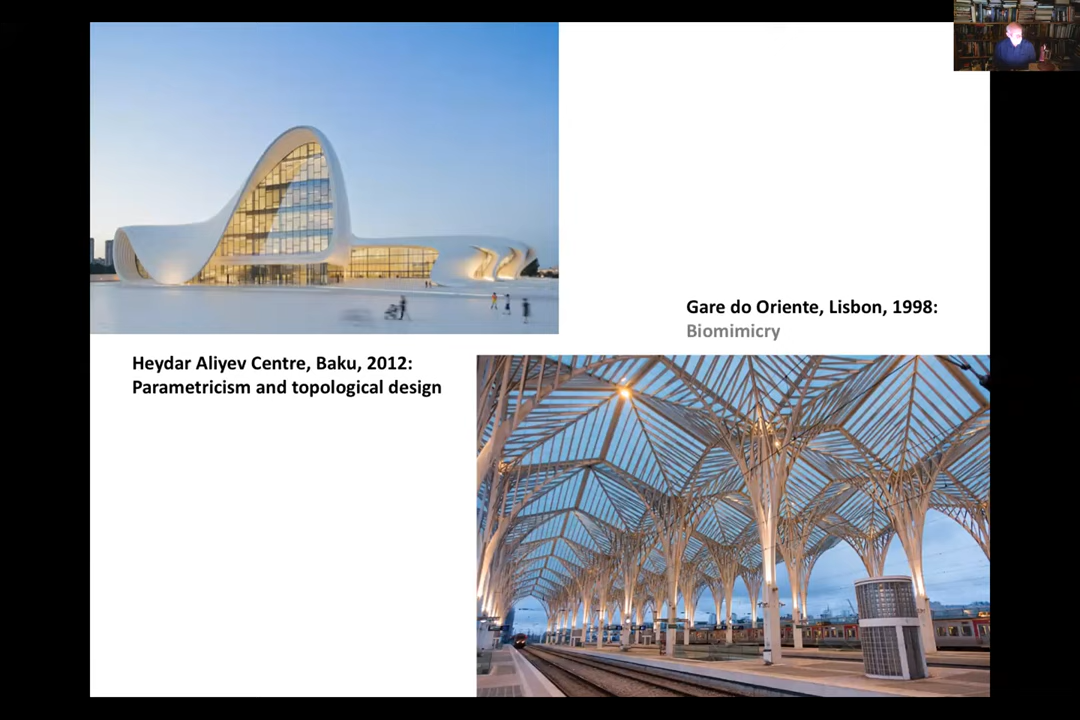 Gare do Oriente, Lisbon, 1998:
Biomimicry
Heydar Aliyev Centre, Baku, 2012:
Parametricism and topological design